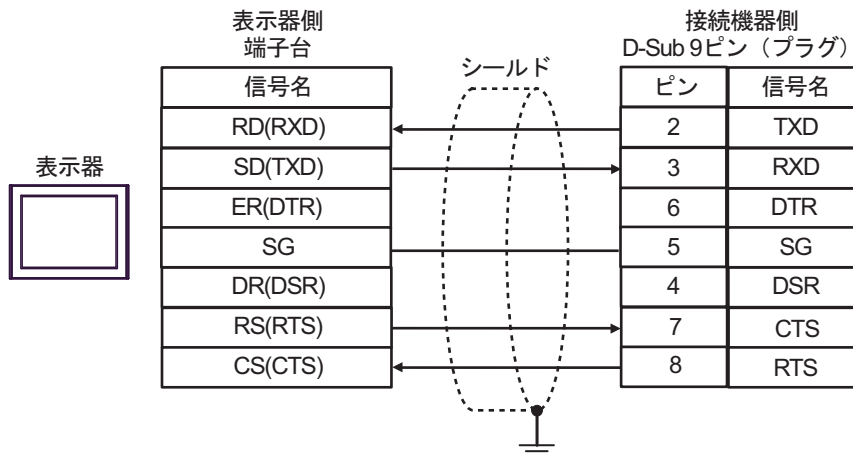 表示器側
端子台
接続機器側
D-Sub 9ピン（プラグ）
シールド
信号名
ピン 信号名
RD(RXD) 2 TXD
表示器
SD(TXD) 3 RXD
ER(DTR) 6 DTR
SG 5 SG
DR(DSR) 4 DSR
RS(RTS) 7 CTS
CS(CTS) 8 RTS